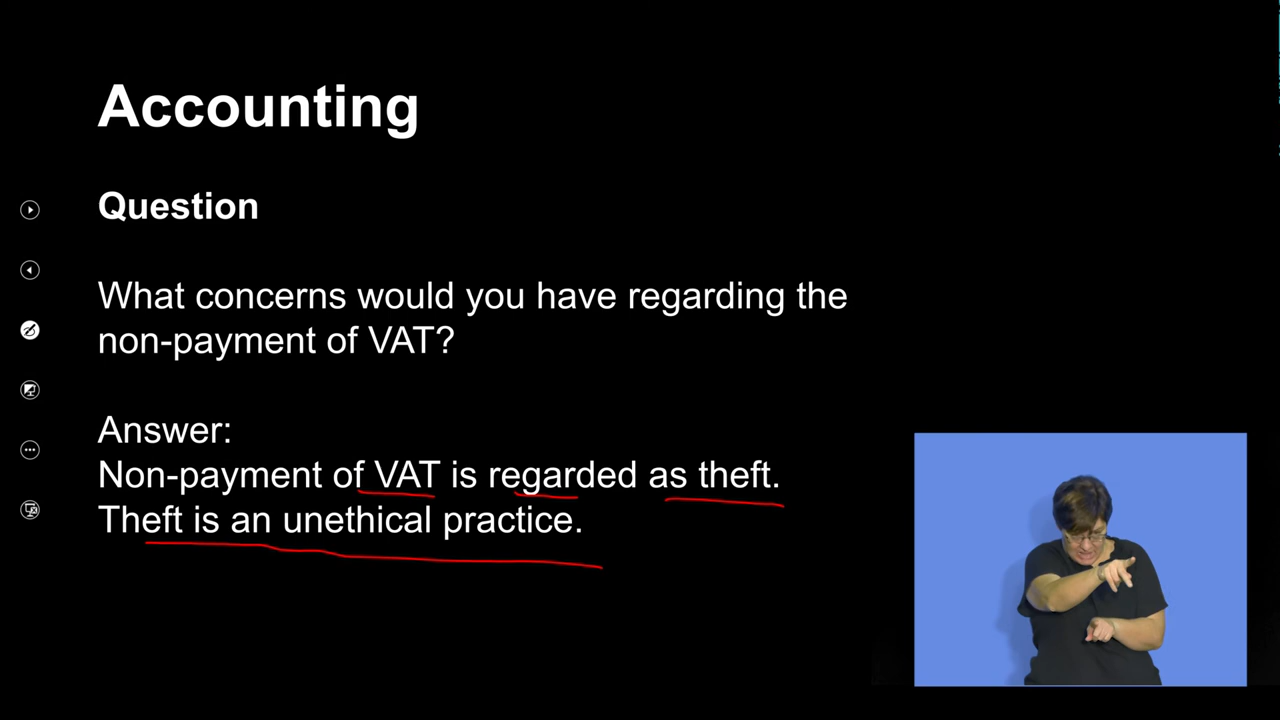 Accounting
Question
What concerns would you have regarding the
non-payment of VAT?
Answer:
Non-payment of VAT is regarded as theft.
Theft is an unethical practice.